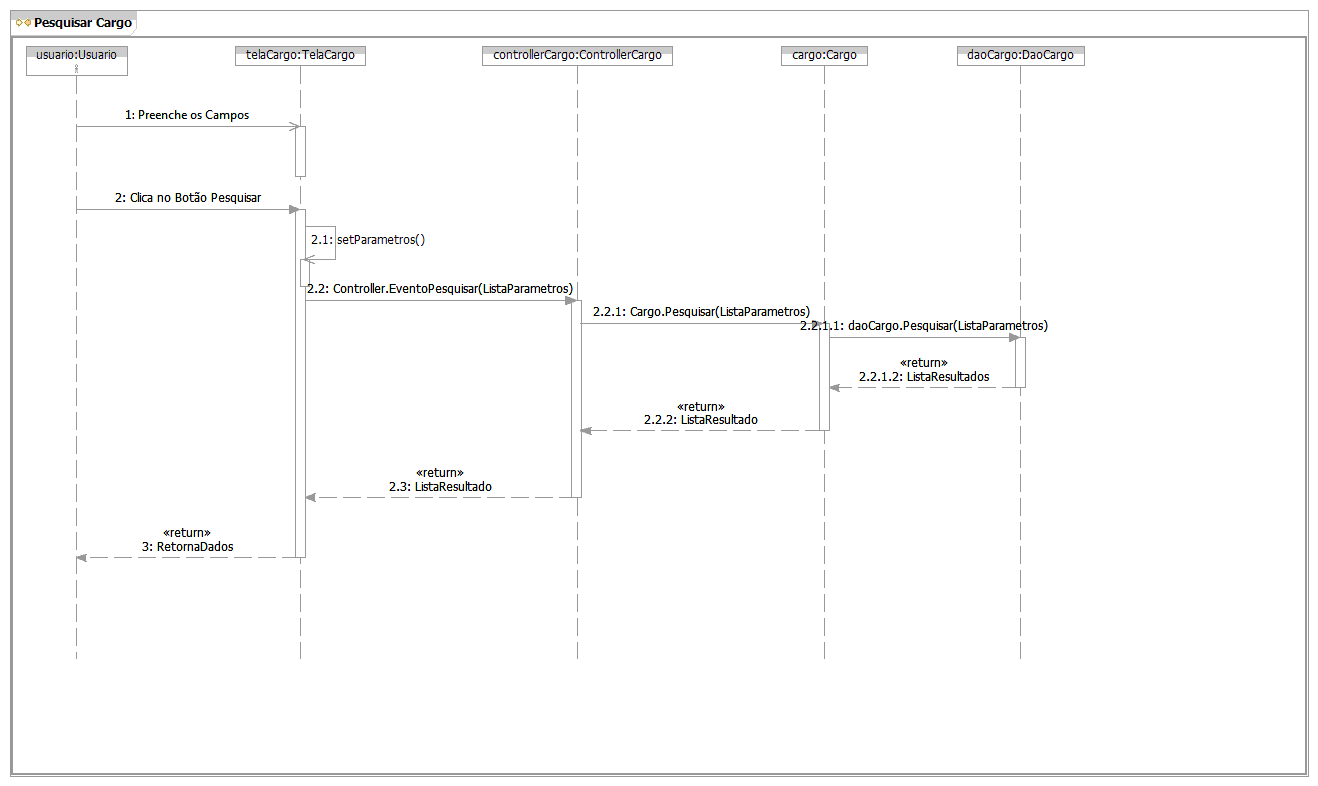 Pesquisar Cargo
usuario:Usuario
telaCargo:TelaCargo
controllerCargo:ControllerCargo
cargo:Cargo
daoCargo:DaoCargo
1: Preenche os Campos
2: Clica no Botão Pesquisar
2.1: setParametros()
2.2: Controller.EventoPesquisar(ListaParametros)
2.2.1: Cargo.Pesquisar(ListaParametros)
2.2.1.1: daoCargo.Pesquisar(ListaParametros)
«return»
2.2.1.2: ListaResultados
«return»
2.2.2: ListaResultado
«return»
2.3: ListaResultado
«return»
3: RetornaDados